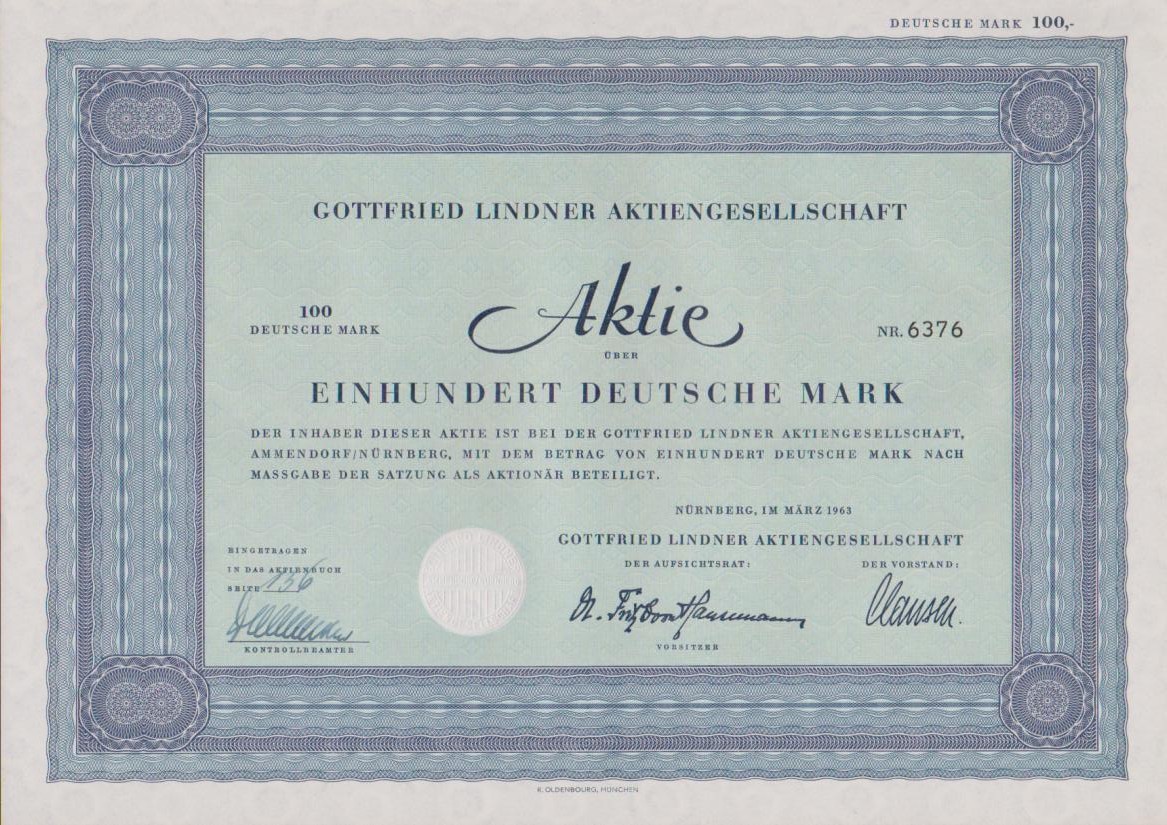 DEUTSCHE MARK 100,-
GOTTFRIED LINDNER AKTIENGESELLSCHAFT
Aktie
100
DEUTSCHE MARK
NR. 6376
ÜBER
EINHUNDERT DEUTSCHE MARK
DER INHABER DIESER AKTIE IST BEI DER GOTTFRIED LINDNER AKTIENGESELLSCHAFT,
AMMENDORF/NÜRNBERG, MIT DEM BETRAG VON EINHUNDERT DEUTSCHE MARK NACH
MASSGABE DER SATZUNG ALS AKTIONÄR BETEILIGT.
NÜRNBERG, IM MÄRZ 1963
GOTTFRIED LINDNER AKTIENGESELLSCHAFT
DER AUFSICHTSRAT:
DER VORSTAND:
EINGETRAGEN
IN DAS AKTIENBUCH
SEITE 156
Clausen.
KONTROLLBEAMTER
VORSITZER
R. OLDENBOURG, MÜNCHEN